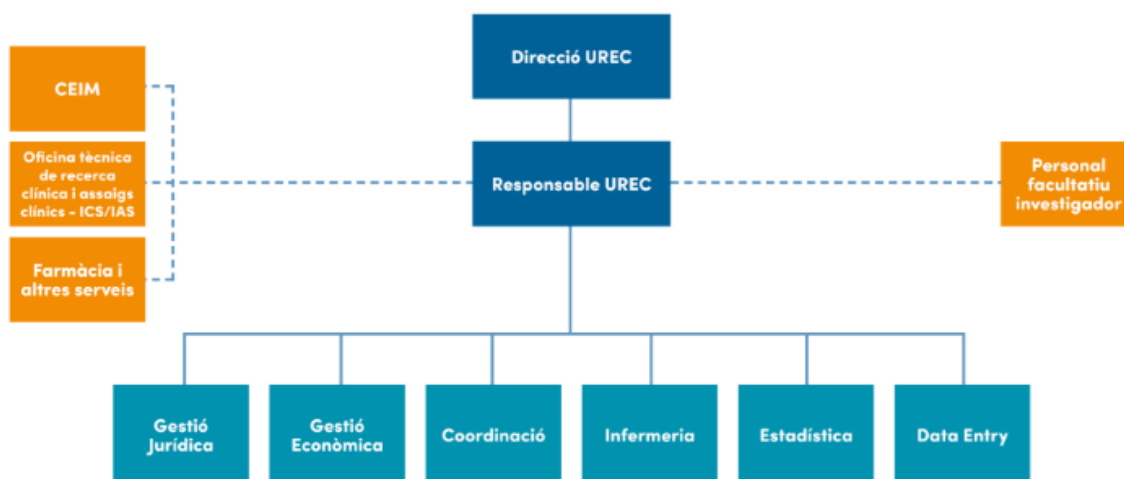 Direcció UREC
CEIM
Oficina tècnica
de recerca
clínica i assaigs
clínics - ICS/IAS
Responsable UREC
Personal
facultatiu
investigador
Farmàcia i
altres serveis
Gestió
Jurídica
Gestió
Econòmica
Coordinació
Infermeria
Estadística
Data Entry